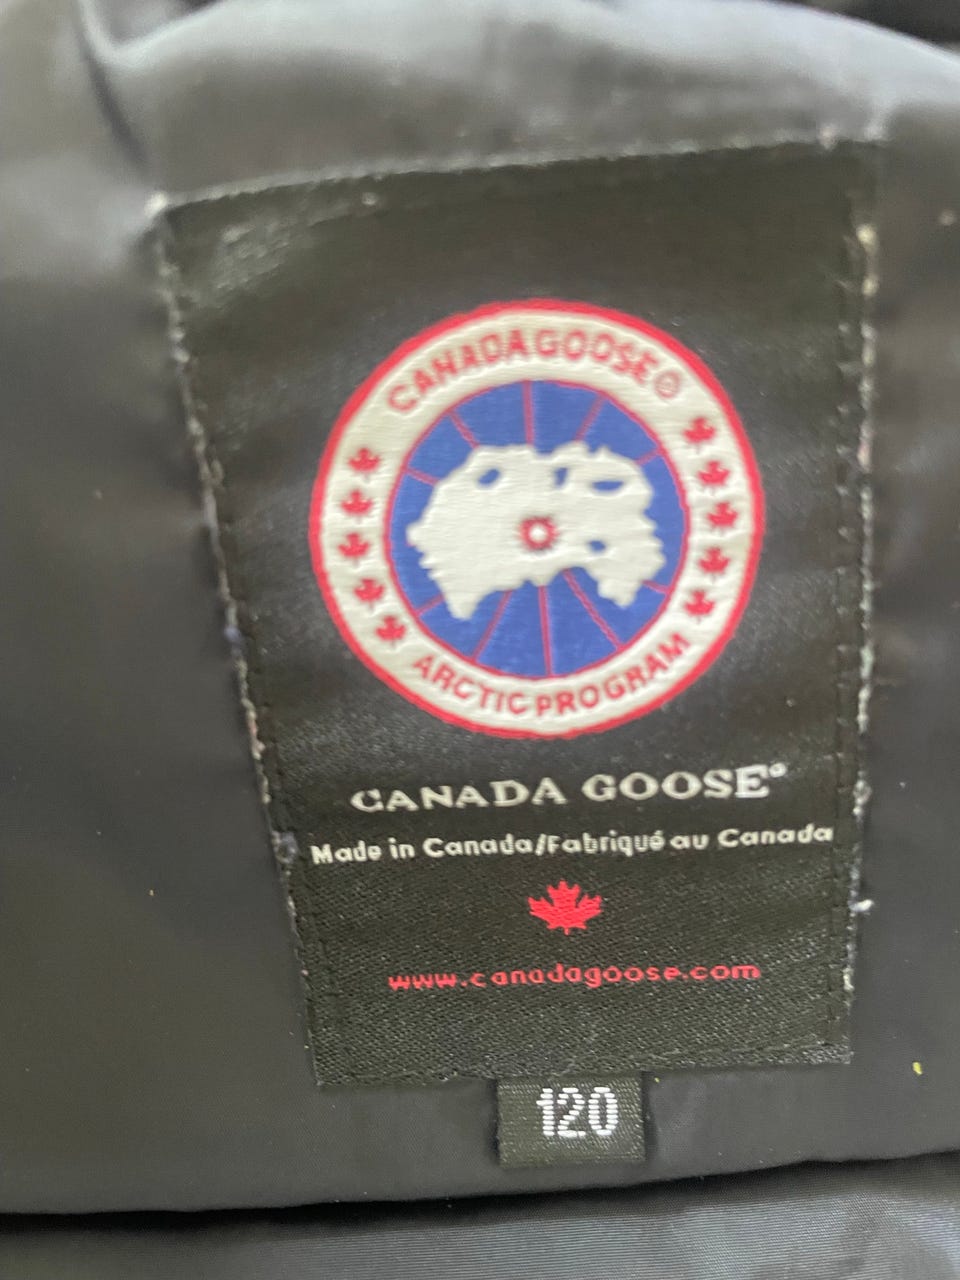 CANADA GOOSE®
ARCTIC PROGRAM
CANADA GOOSE®
Made in Canada/Fabriqué au Canada
www.canadagoose.com
120